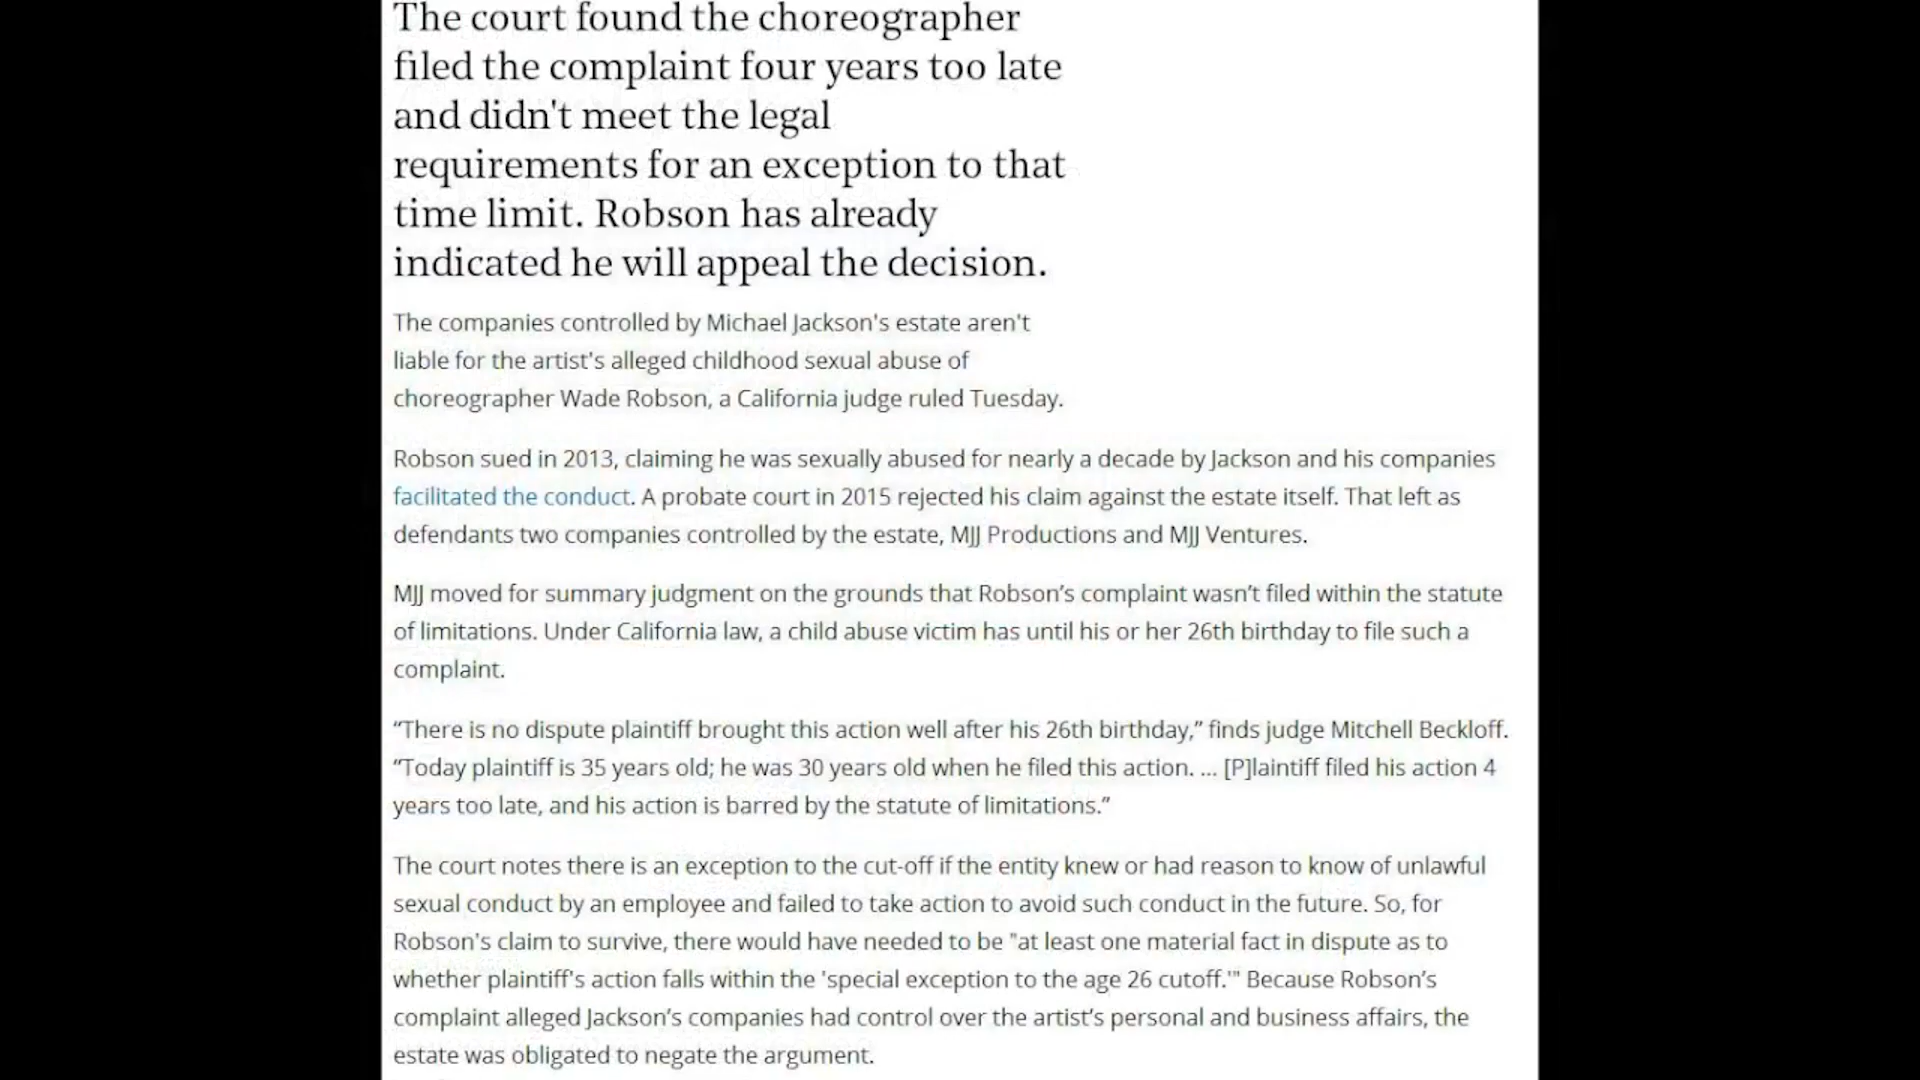 The court found the choreographer
filed the complaint four years too late
and didn't meet the legal
requirements for an exception to that
time limit. Robson has already
indicated he will appeal the decision.
The companies controlled by Michael Jackson's estate aren't
liable for the artist's alleged childhood sexual abuse of
choreographer Wade Robson, a California judge ruled Tuesday.
Robson sued in 2013, claiming he was sexually abused for nearly a decade by Jackson and his companies
facilitated the conduct. A probate court in 2015 rejected his claim against the estate itself. That left as
defendants two companies controlled by the estate, MJJ Productions and MJJ Ventures.
MJJ moved for summary judgment on the grounds that Robson’s complaint wasn’t filed within the statute
of limitations. Under California law, a child abuse victim has until his or her 26th birthday to file such a
complaint.
“There is no dispute plaintiff brought this action well after his 26th birthday,” finds judge Mitchell Beckloff.
“Today plaintiff is 35 years old; he was 30 years old when he filed this action. ... [P]laintiff filed his action 4
years too late, and his action is barred by the statute of limitations.”
The court notes there is an exception to the cut-off if the entity knew or had reason to know of unlawful
sexual conduct by an employee and failed to take action to avoid such conduct in the future. So, for
Robson's claim to survive, there would have needed to be "at least one material fact in dispute as to
whether plaintiff's action falls within the 'special exception to the age 26 cutoff.'" Because Robson’s
complaint alleged Jackson’s companies had control over the artist’s personal and business affairs, the
estate was obligated to negate the argument.